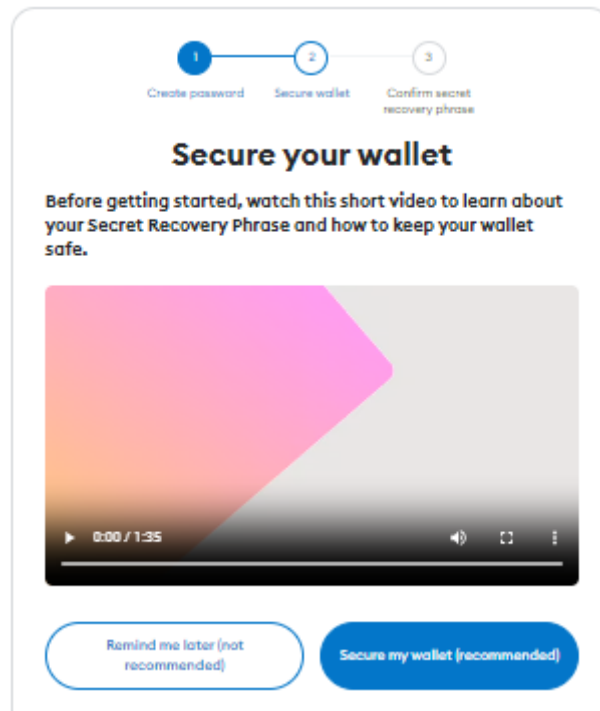 1
2
3
Create password
Secure wallet
Confirm secret
recovery phrase
Secure your wallet
Before getting started, watch this short video to learn about
your Secret Recovery Phrase and how to keep your wallet
safe.
0:00 / 1:35
Remind me later (not
recommended)
Secure my wallet (recommended)